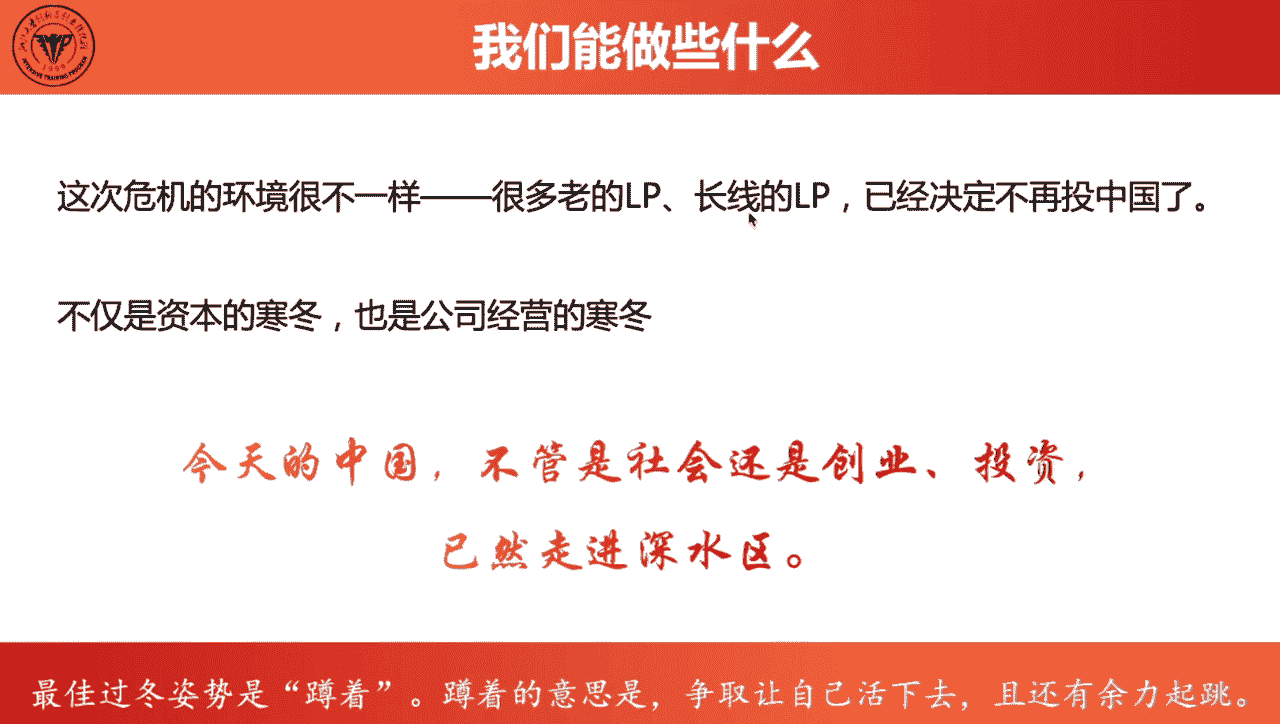 我们能做些什么
INTENSIVE TRAINING PROGRAM
1999
这次危机的环境很不一样——很多老的LP、长线的LP，已经决定不再投中国了。
不仅是资本的寒冬，也是公司经营的寒冬
今天的中国，不管是社会还是创业、投资，
已然走进深水区。
最佳过冬姿势是“蹲着”。蹲着的意思是，争取让自己活下去，且还有余力起跳。